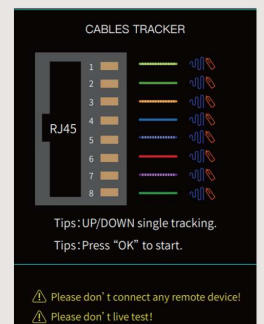 CABLES TRACKER
1
2
3
RJ45
4
5
6
7
8
Tips:UP/DOWN single tracking.
Tips:Press “OK” to start.
Please don't connect any remote device!
Please don't live test!